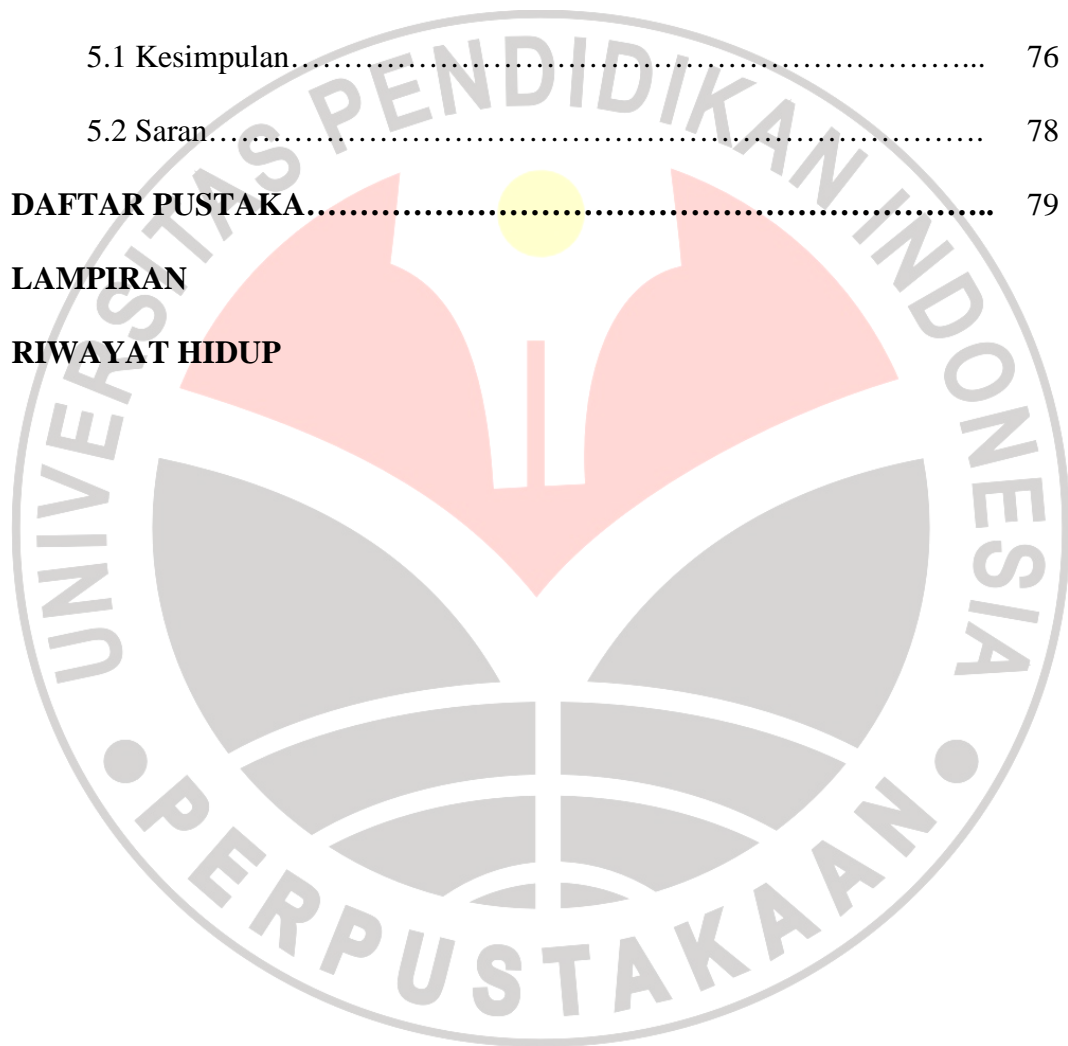 5.1 Kesimpulan…………………………………………………………... 76
5.2 Saran………………………………………………………………. 78
DAFTAR PUSTAKA……………………………………………………….. 79
LAMPIRAN
RIWAYAT HIDUP
UNIVERSITAS PENDIDIKAN INDONESIA
PERPUSTAKAAN